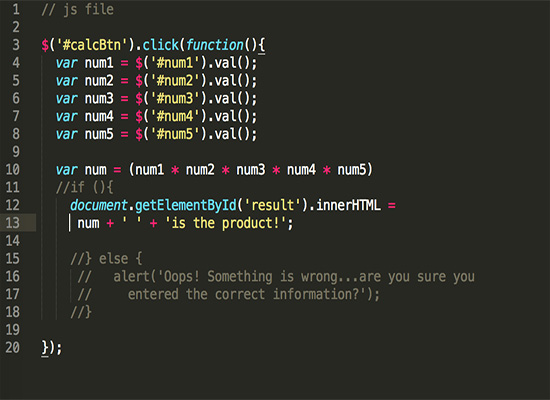 1 // js file
2
3 $('#calcBtn').click(function(){
4 var num1 = $('#num1').val();
5 var num2 = $('#num2').val();
6 var num3 = $('#num3').val();
7 var num4 = $('#num4').val();
8 var num5 = $('#num5').val();
9
10 var num = (num1 * num2 * num3 * num4 * num5)
11 //if (){
12 document.getElementById('result').innerHTML =
13 num + ' ' + 'is the product!';
14
15 //} else {
16 // alert('Oops! Something is wrong...are you sure you
17 // entered the correct information?');
18 //}
19
20 });